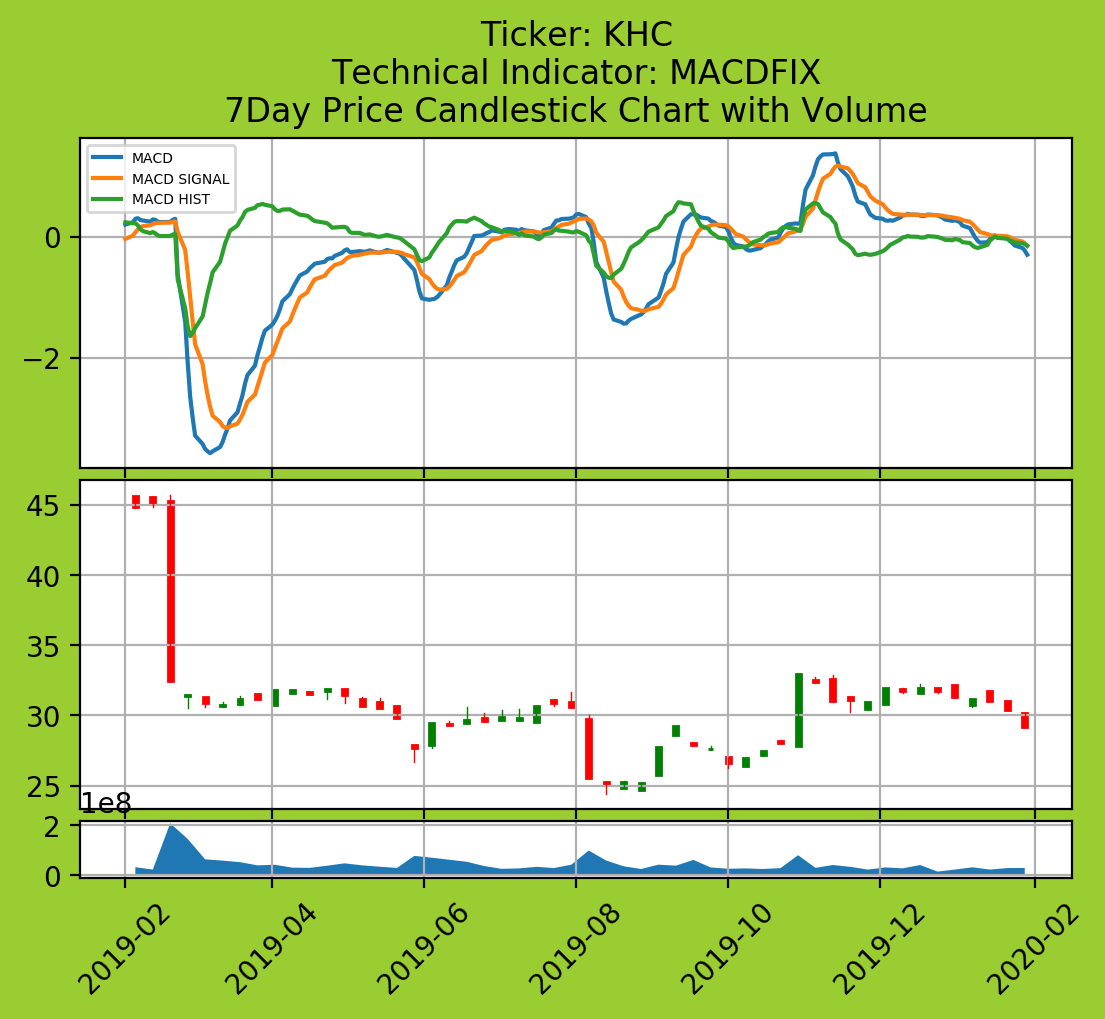 Ticker: KHC
Technical Indicator: MACDFIX
7Day Price Candlestick Chart with Volume
MACD
MACD SIGNAL
MACD HIST
0
−2
45
40
35
30
25
1e8
2
0
2019-02
2019-04
2019-06
2019-08
2019-10
2019-12
2020-02